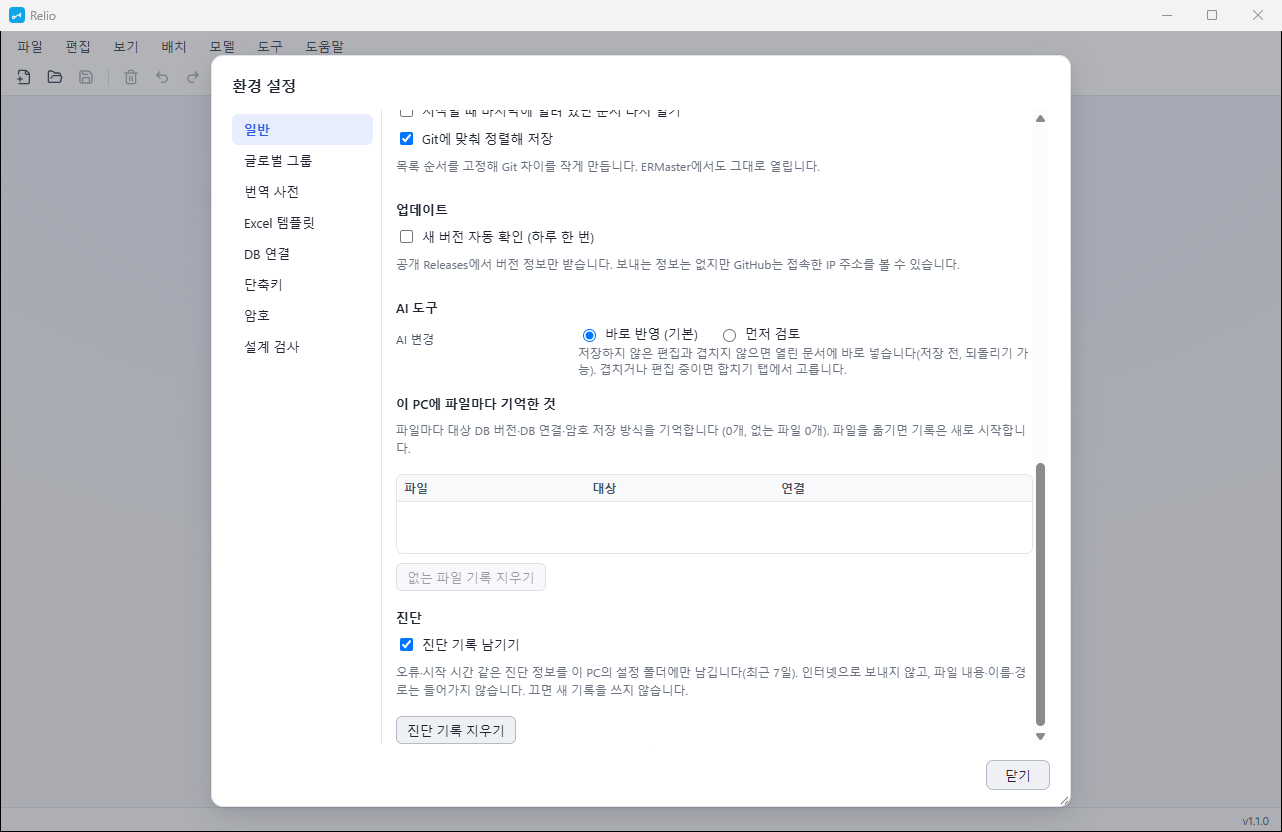 Relio
파일 편집 보기 배치 모델 도구 도움말
환경 설정
일반
글로벌 그룹
번역 사전
Excel 템플릿
DB 연결
단축키
암호
설계 검사
시작할 때 마지막에 열려 있던 문서 다시 열기
Git에 맞춰 정렬해 저장
목록 순서를 고정해 Git 차이를 작게 만듭니다. ERMaster에서도 그대로 열립니다.
업데이트
새 버전 자동 확인 (하루 한 번)
공개 Releases에서 버전 정보만 받습니다. 보내는 정보는 없지만 GitHub는 접속한 IP 주소를 볼 수 있습니다.
AI 도구
AI 변경
바로 반영 (기본) 먼저 검토
저장하지 않은 편집과 겹치지 않으면 열린 문서에 바로 넣습니다(저장 전, 되돌리기 가
능). 겹치거나 편집 중이면 합치기 탭에서 고릅니다.
이 PC에 파일마다 기억한 것
파일마다 대상 DB 버전·DB 연결·암호 저장 방식을 기억합니다 (0개, 없는 파일 0개). 파일을 옮기면 기록은 새로 시작합니
다.
파일 대상 연결
없는 파일 기록 지우기
진단
진단 기록 남기기
오류·시작 시간 같은 진단 정보를 이 PC의 설정 폴더에만 남깁니다(최근 7일). 인터넷으로 보내지 않고, 파일 내용·이름·경
로는 들어가지 않습니다. 끄면 새 기록을 쓰지 않습니다.
진단 기록 지우기
닫기
v1.1.0